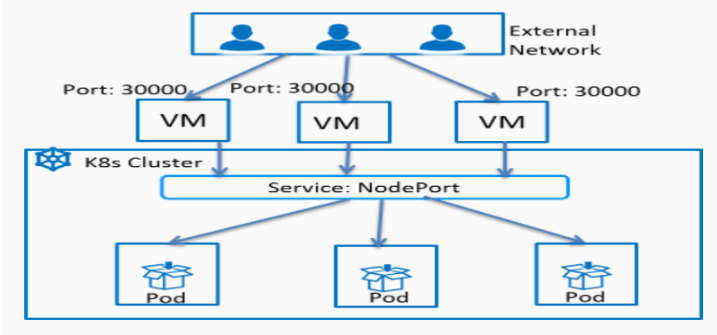 External
Network
Port: 30000
Port: 30000
Port: 30000
VM
VM
VM
K8s Cluster
Service: NodePort
Pod
Pod
Pod